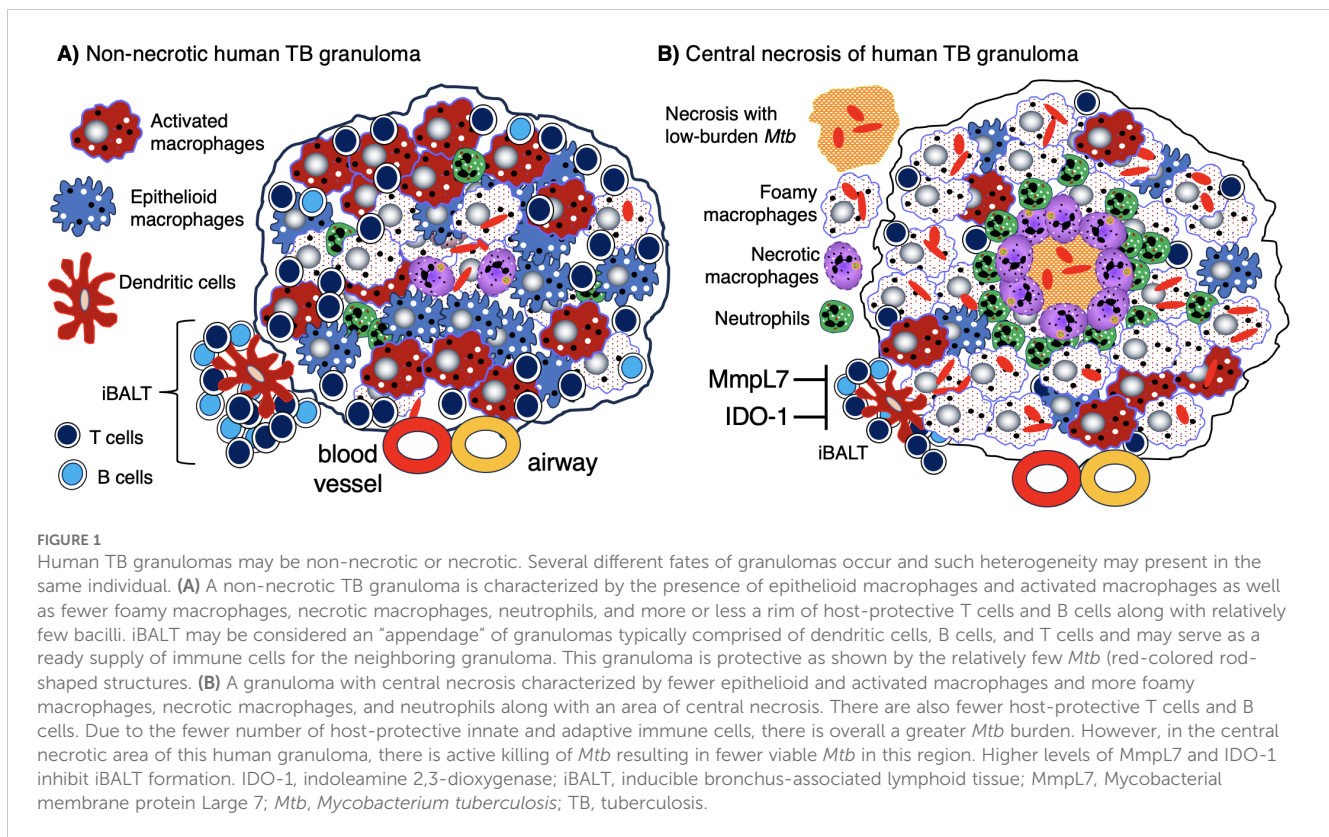 A) Non-necrotic human TB granuloma
Activated
macrophages
Epithelioid
macrophages
Dendritic cells
iBALT
T cells
B cells
blood
vessel
airway
B) Central necrosis of human TB granuloma
Necrosis with
low-burden Mtb
Foamy
macrophages
Necrotic
macrophages
Neutrophils
MmpL7
IDO-1
iBALT
FIGURE 1
Human TB granulomas may be non-necrotic or necrotic. Several different fates of granulomas occur and such heterogeneity may present in the
same individual. (A) A non-necrotic TB granuloma is characterized by the presence of epithelioid macrophages and activated macrophages as well
as fewer foamy macrophages, necrotic macrophages, neutrophils, and more or less a rim of host-protective T cells and B cells along with relatively
few bacilli. iBALT may be considered an “appendage” of granulomas typically comprised of dendritic cells, B cells, and T cells and may serve as a
ready supply of immune cells for the neighboring granuloma. This granuloma is protective as shown by the relatively few Mtb (red-colored rod-
shaped structures. (B) A granuloma with central necrosis characterized by fewer epithelioid and activated macrophages and more foamy
macrophages, necrotic macrophages, and neutrophils along with an area of central necrosis. There are also fewer host-protective T cells and B
cells. Due to the fewer number of host-protective innate and adaptive immune cells, there is overall a greater Mtb burden. However, in the central
necrotic area of this human granuloma, there is active killing of Mtb resulting in fewer viable Mtb in this region. Higher levels of MmpL7 and IDO-1
inhibit iBALT formation. IDO-1, indoleamine 2,3-dioxygenase; iBALT, inducible bronchus-associated lymphoid tissue; MmpL7, Mycobacterial
membrane protein Large 7; Mtb, Mycobacterium tuberculosis; TB, tuberculosis.